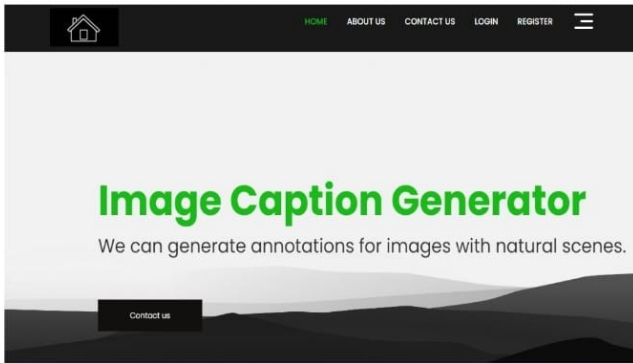 HOME ABOUT US CONTACT US LOGIN REGISTER
Image Caption Generator
We can generate annotations for images with natural scenes.
Contact us